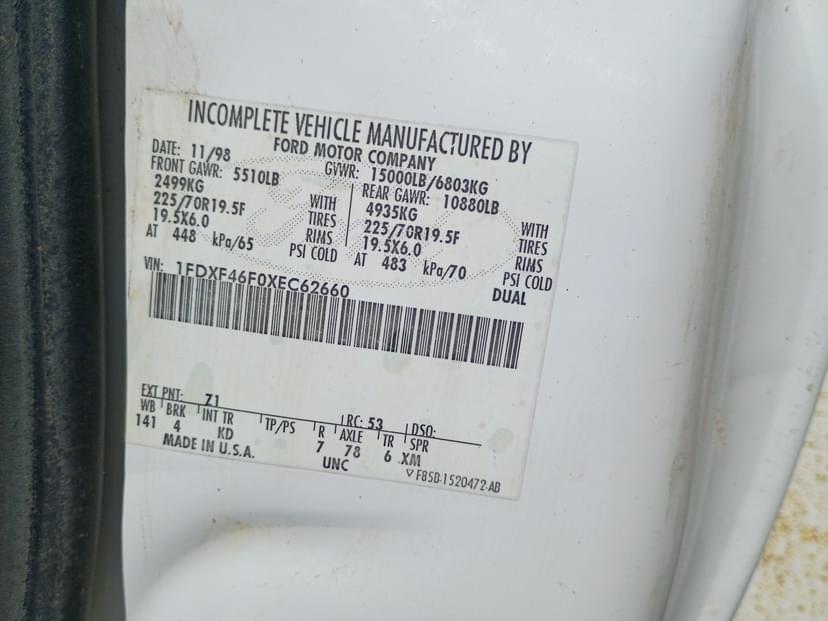 INCOMPLETE VEHICLE MANUFACTURED BY
FORD MOTOR COMPANY
DATE: 11/98 GVWR: 15000LB/6803KG
FRONT GAWR: 5510LB REAR GAWR: 10880LB
2499KG WITH 4935KG WITH
225/70R19.5F TIRES 225/70R19.5F TIRES
19.5X6.0 RIMS 19.5X6.0 RIMS
AT 448 kPa/65 PSI COLD AT 483 kPa/70 PSI COLD
DUAL
VIN: 1FDXF46F0XEC62660
EXT PNT: Z1 RC: 53 DSO:
WB BRK INT TR TP/PS R AXLE TR SPR
141 4 KD 7 78 6 XM
MADE IN U.S.A. UNC
▽ F85B-1520472-AB